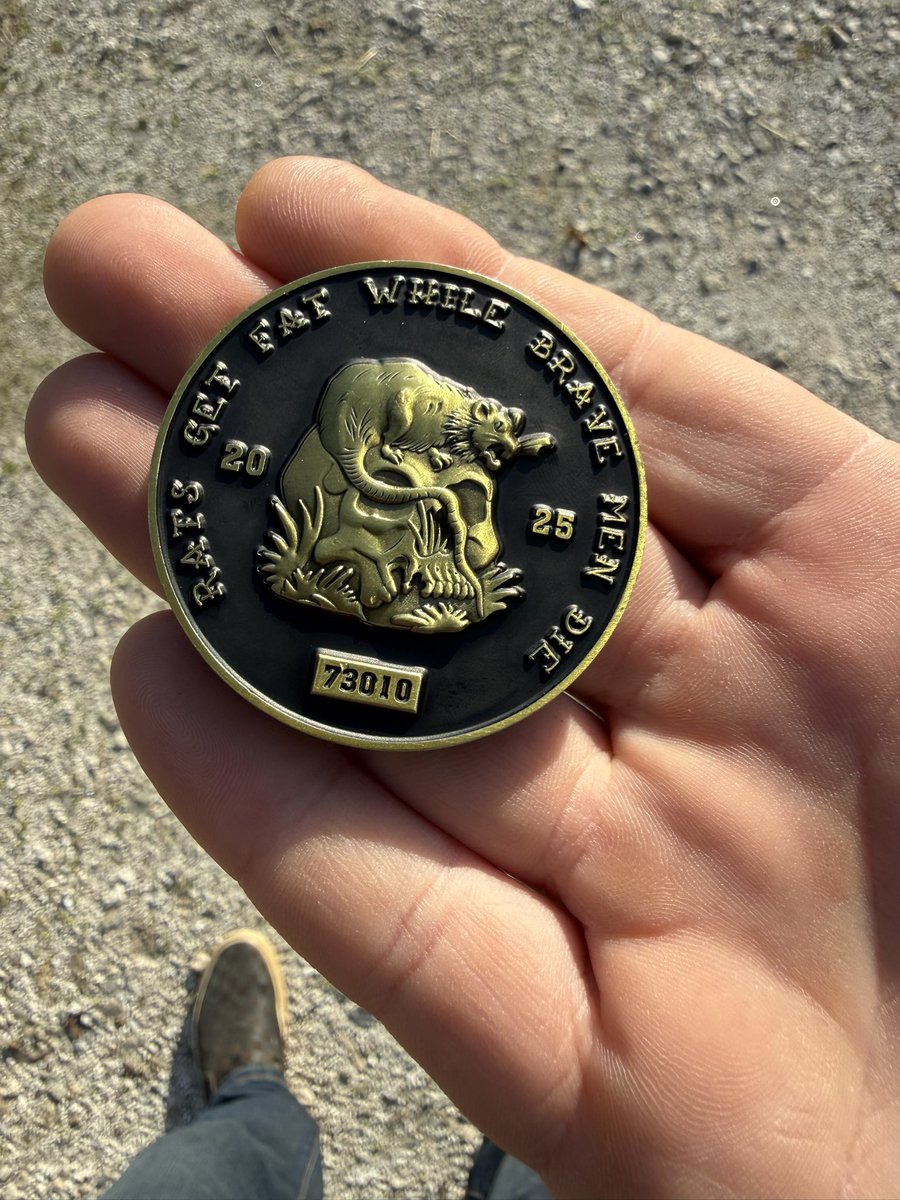 RATS GET FAT WHILE BRAVE MEN DIE
20
25
73010